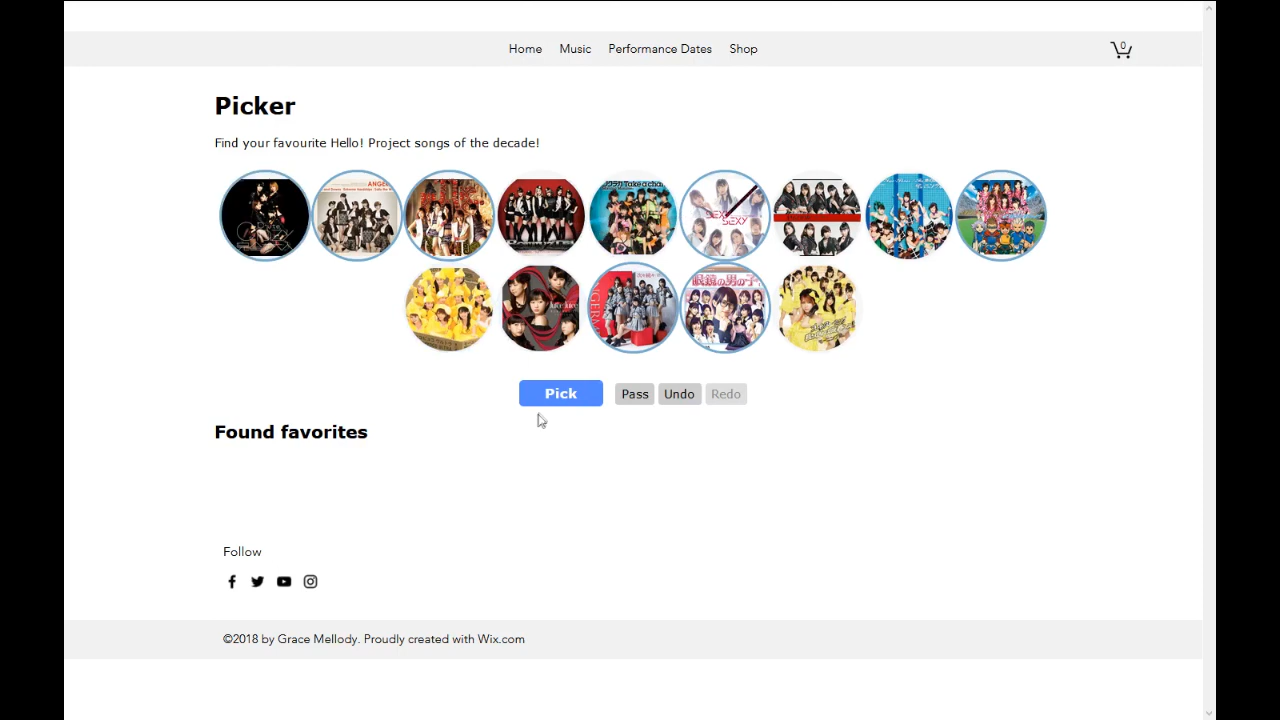 Home Music Performance Dates Shop 0
Picker
Find your favourite Hello! Project songs of the decade!
SEXY
SEXY
眼鏡の男の子
Pick Pass Undo Redo
Found favorites
Follow
©2018 by Grace Mellody. Proudly created with Wix.com